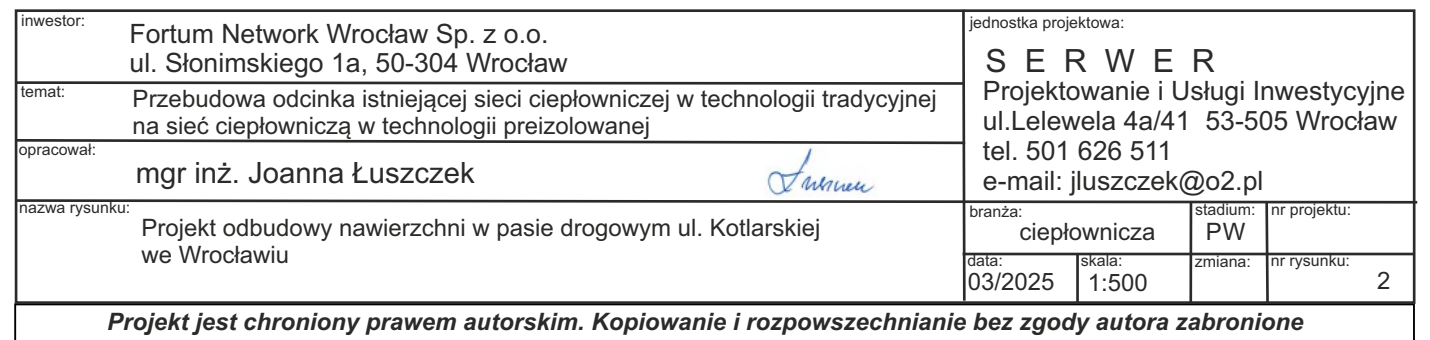 inwestor:
Fortum Network Wrocław Sp. z o.o.
ul. Słonimskiego 1a, 50-304 Wrocław
temat:
Przebudowa odcinka istniejącej sieci ciepłowniczej w technologii tradycyjnej
na sieć ciepłowniczą w technologii preizolowanej
opracował:
mgr inż. Joanna Łuszczek
nazwa rysunku:
Projekt odbudowy nawierzchni w pasie drogowym ul. Kotlarskiej
we Wrocławiu
jednostka projektowa:
S E R W E R
Projektowanie i Usługi Inwestycyjne
ul.Lelewela 4a/41 53-505 Wrocław
tel. 501 626 511
e-mail: jluszczek@o2.pl
branża:
ciepłownicza
stadium:
PW
nr projektu:
data:
03/2025
skala:
1:500
zmiana:
nr rysunku:
2
Projekt jest chroniony prawem autorskim. Kopiowanie i rozpowszechnianie bez zgody autora zabronione